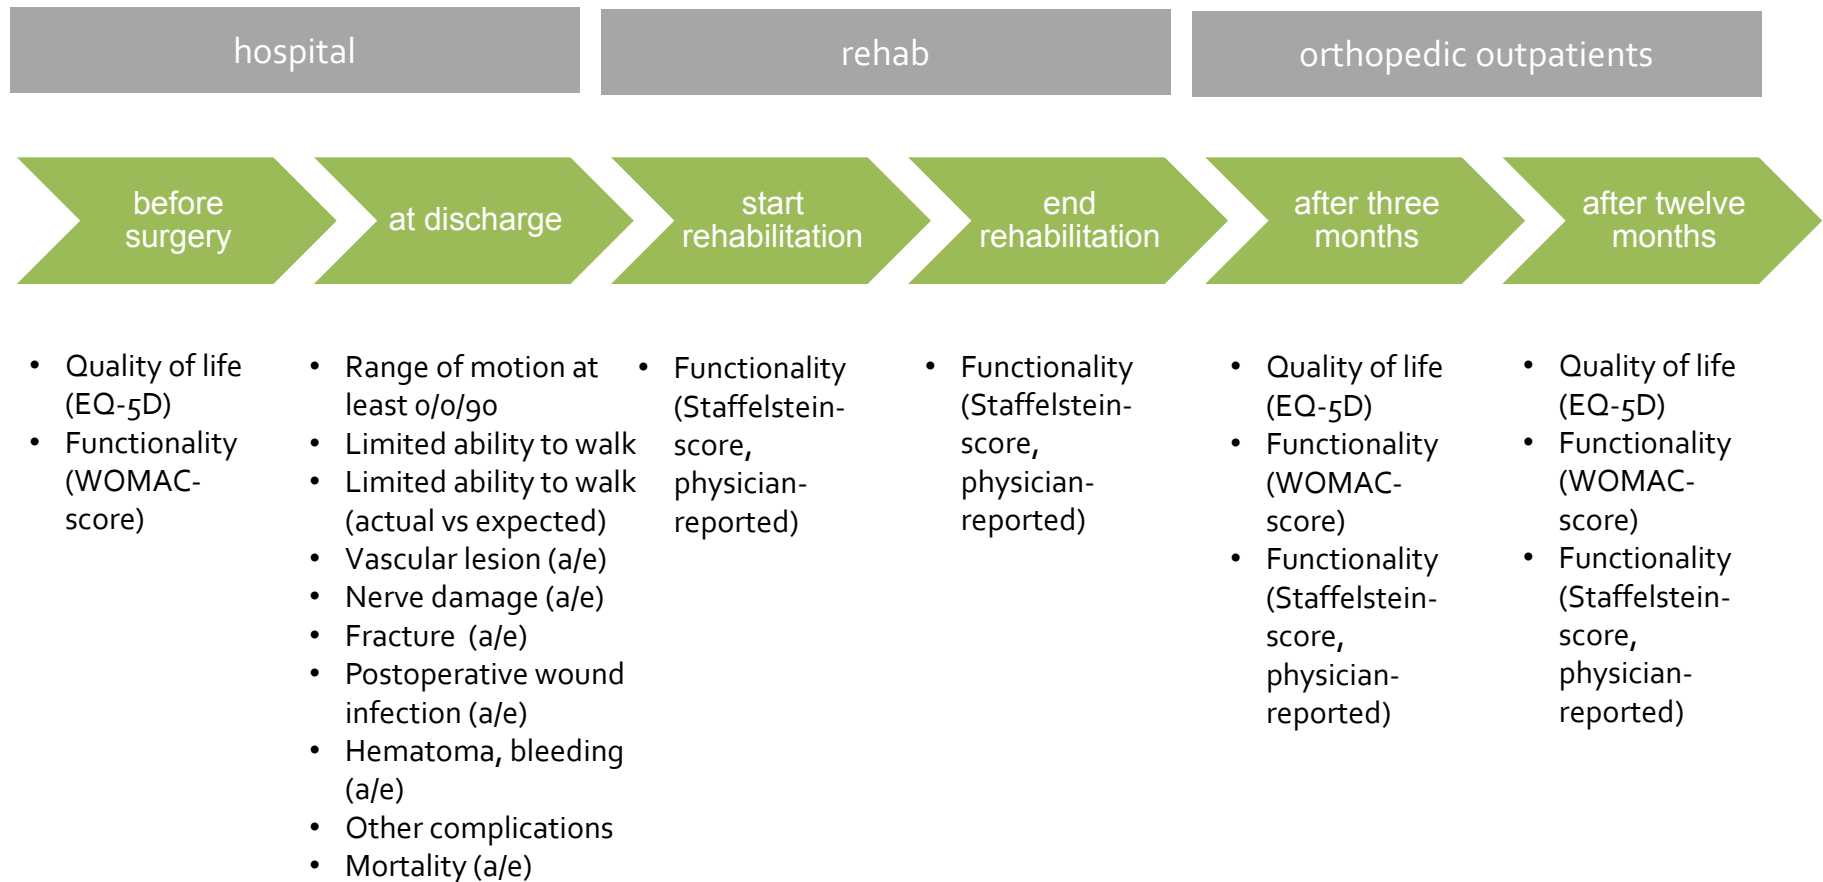 hospital
rehab
orthopedic outpatients
before
surgery
at discharge
start
rehabilitation
end
rehabilitation
after three
months
after twelve
months
• Quality of life
(EQ-5D)
• Functionality
(WOMAC-
score)
• Range of motion at
least 0/0/90
• Limited ability to walk
• Limited ability to walk
(actual vs expected)
• Vascular lesion (a/e)
• Nerve damage (a/e)
• Fracture (a/e)
• Postoperative wound
infection (a/e)
• Hematoma, bleeding
(a/e)
• Other complications
• Mortality (a/e)
• Functionality
(Staffelstein-
score,
physician-
reported)
• Functionality
(Staffelstein-
score,
physician-
reported)
• Quality of life
(EQ-5D)
• Functionality
(WOMAC-
score)
• Functionality
(Staffelstein-
score,
physician-
reported)
• Quality of life
(EQ-5D)
• Functionality
(WOMAC-
score)
• Functionality
(Staffelstein-
score,
physician-
reported)